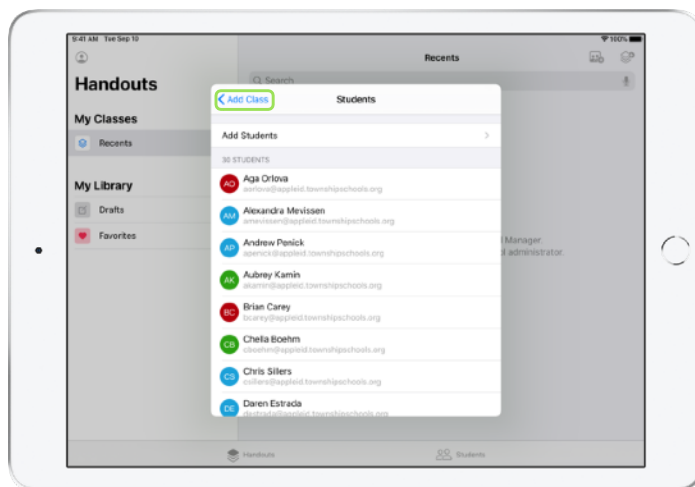 9:41 AM Tue Sep 10
100%
Recents
Handouts
Search
My Classes
Recents
My Library
Drafts
Favorites
Add Class
Students
Add Students
30 STUDENTS
AO Aga Orlova
aorlova@appleid.townshipschools.org
AM Alexandra Mevissen
amevissen@appleid.townshipschools.org
AP Andrew Penick
apenick@appleid.townshipschools.org
AK Aubrey Kamin
akamin@appleid.townshipschools.org
BC Brian Carey
bcarey@appleid.townshipschools.org
CB Chella Boehm
cboehm@appleid.townshipschools.org
CS Chris Sillers
csillers@appleid.townshipschools.org
DE Daren Estrada
destrada@appleid.townshipschools.org
Manager.
administrator.
Handouts
Students